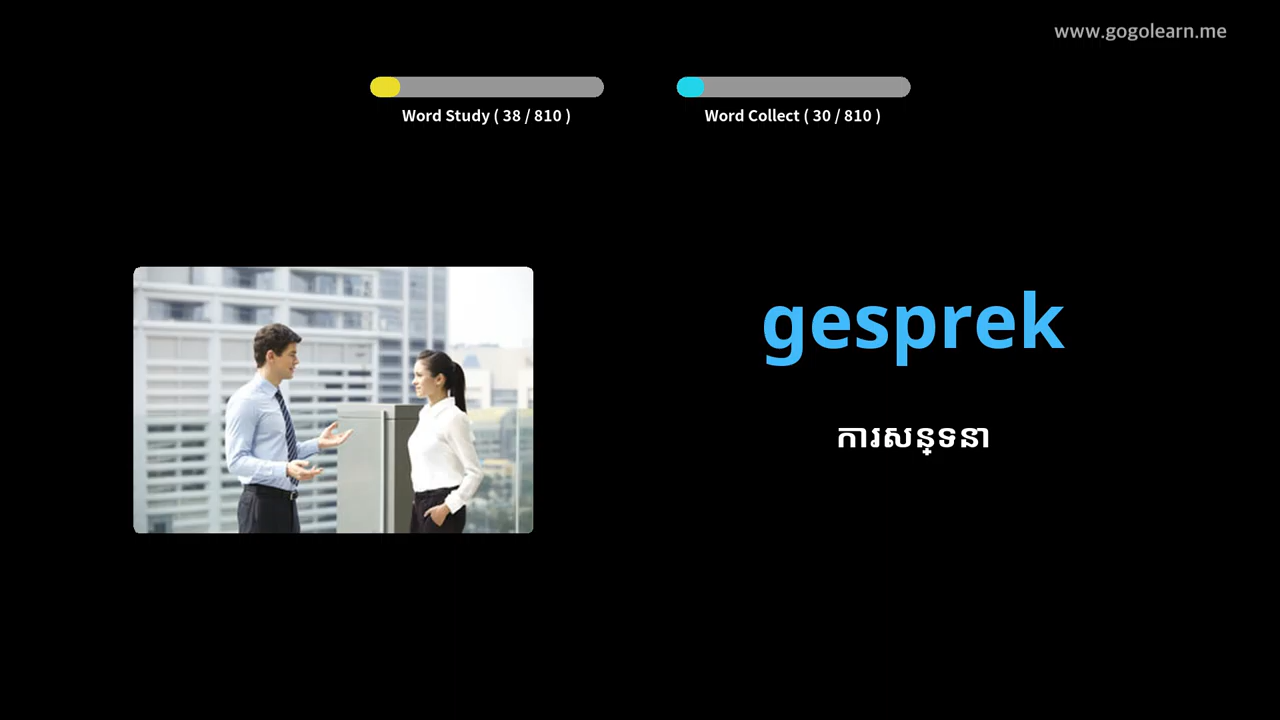 www.gogolearn.me
Word Study ( 38 / 810 )
Word Collect ( 30 / 810 )
gesprek
ការសន្ទនា